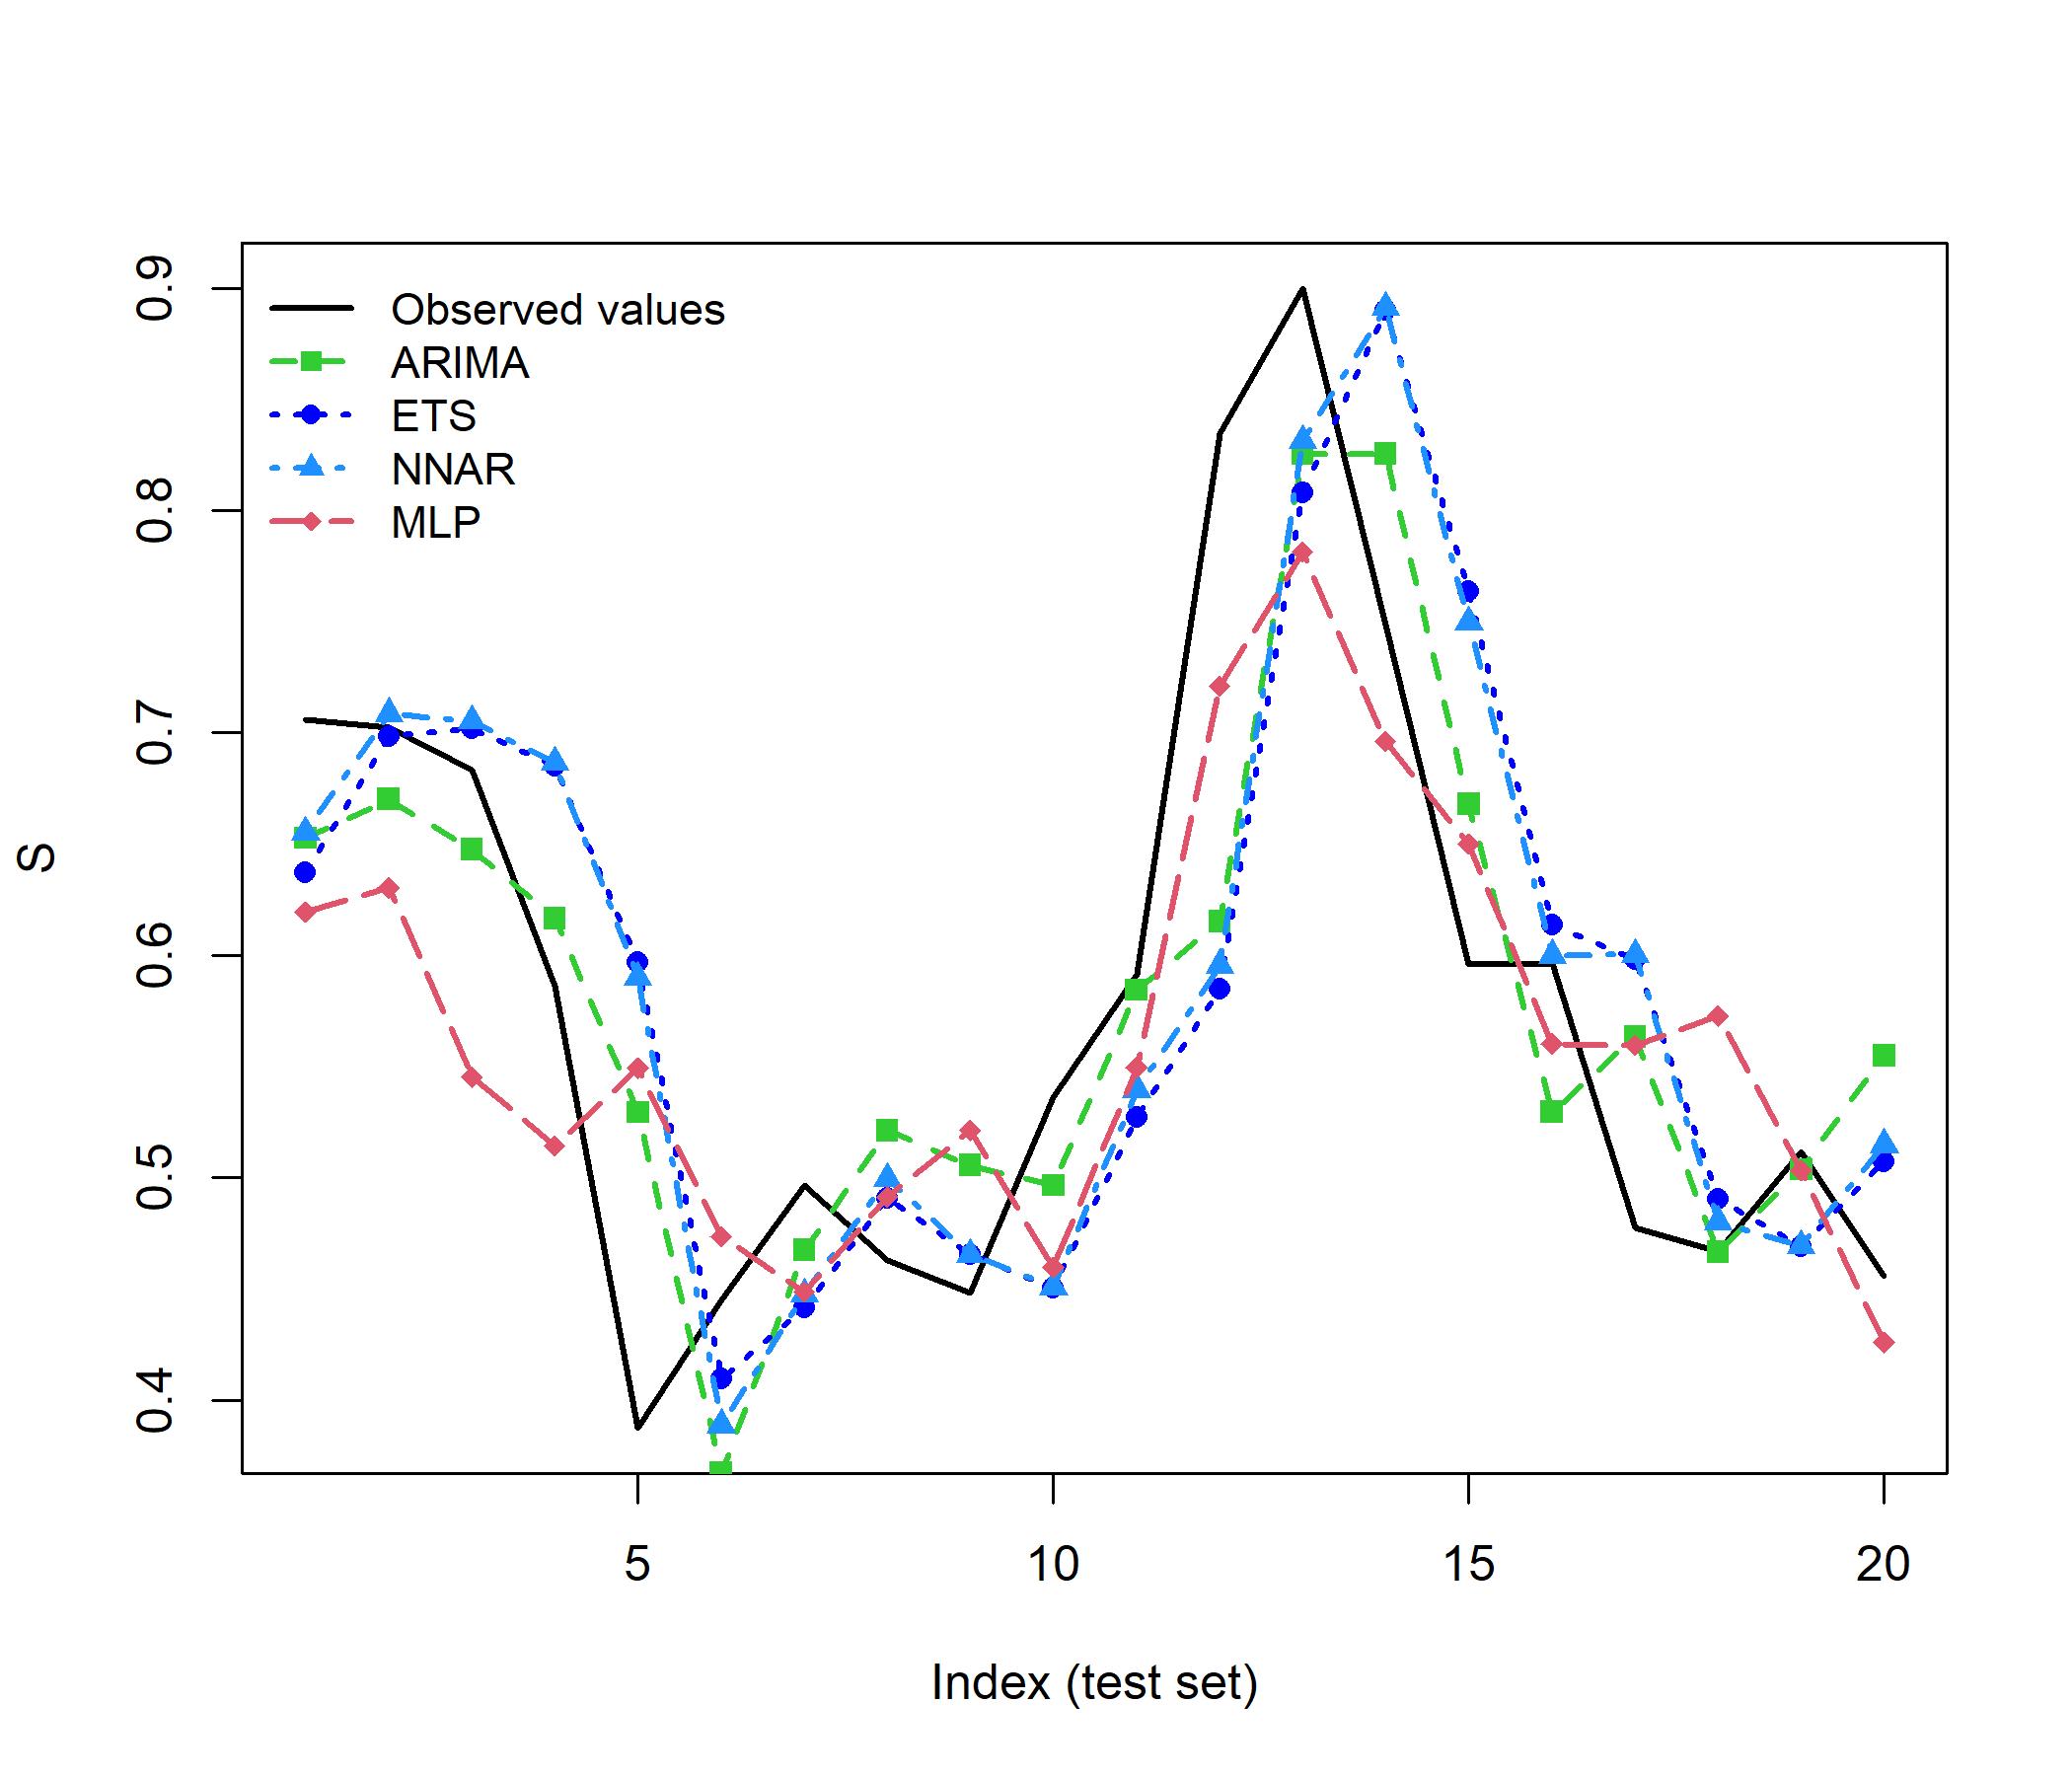 Observed values
ARIMA
ETS
NNAR
MLP
S
0.9
0.8
0.7
0.6
0.5
0.4
5 10 15 20
Index (test set)